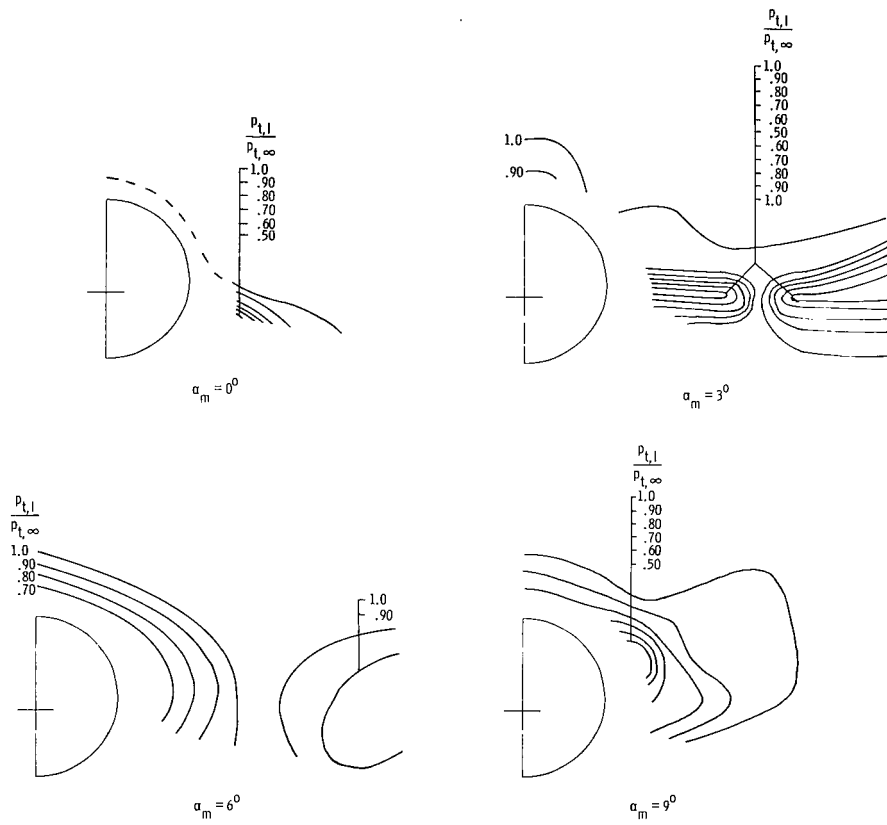 p_t,l
p_t,∞
1.0
.90
.80
.70
.60
.50
α_m = 0°
p_t,l
p_t,∞
1.0
.90
.80
.70
.60
.50
.60
.70
.80
.90
1.0
1.0
.90
α_m = 3°
p_t,l
p_t,∞
1.0
.90
.80
.70
1.0
.90
α_m = 6°
p_t,l
p_t,∞
1.0
.90
.80
.70
.60
.50
α_m = 9°